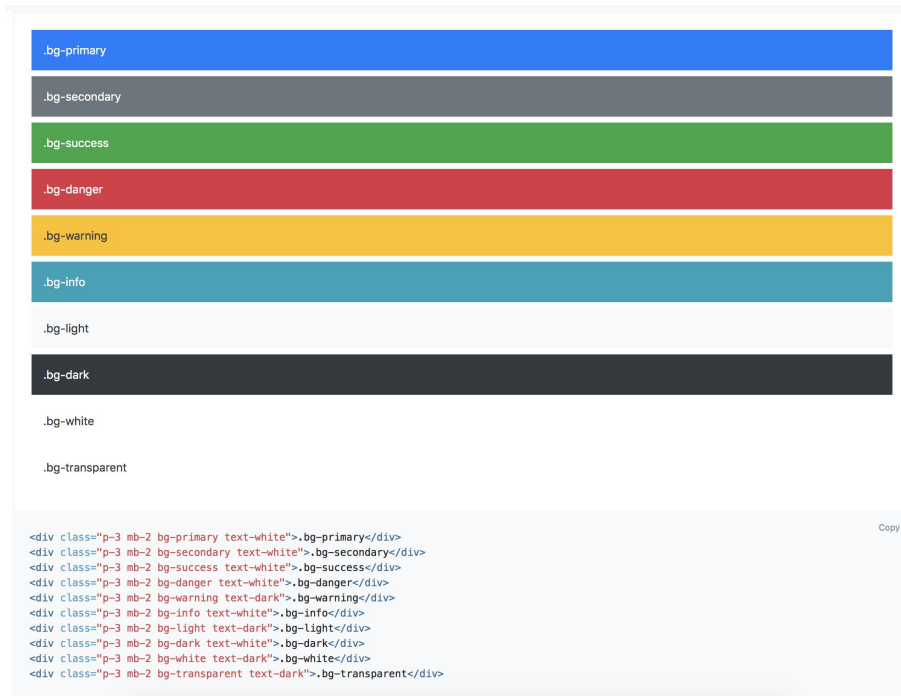 .bg-primary
.bg-secondary
.bg-success
.bg-danger
.bg-warning
.bg-info
.bg-light
.bg-dark
.bg-white
.bg-transparent
Copy
<div class="p-3 mb-2 bg-primary text-white">.bg-primary</div>
<div class="p-3 mb-2 bg-secondary text-white">.bg-secondary</div>
<div class="p-3 mb-2 bg-success text-white">.bg-success</div>
<div class="p-3 mb-2 bg-danger text-white">.bg-danger</div>
<div class="p-3 mb-2 bg-warning text-dark">.bg-warning</div>
<div class="p-3 mb-2 bg-info text-white">.bg-info</div>
<div class="p-3 mb-2 bg-light text-dark">.bg-light</div>
<div class="p-3 mb-2 bg-dark text-white">.bg-dark</div>
<div class="p-3 mb-2 bg-white text-dark">.bg-white</div>
<div class="p-3 mb-2 bg-transparent text-dark">.bg-transparent</div>